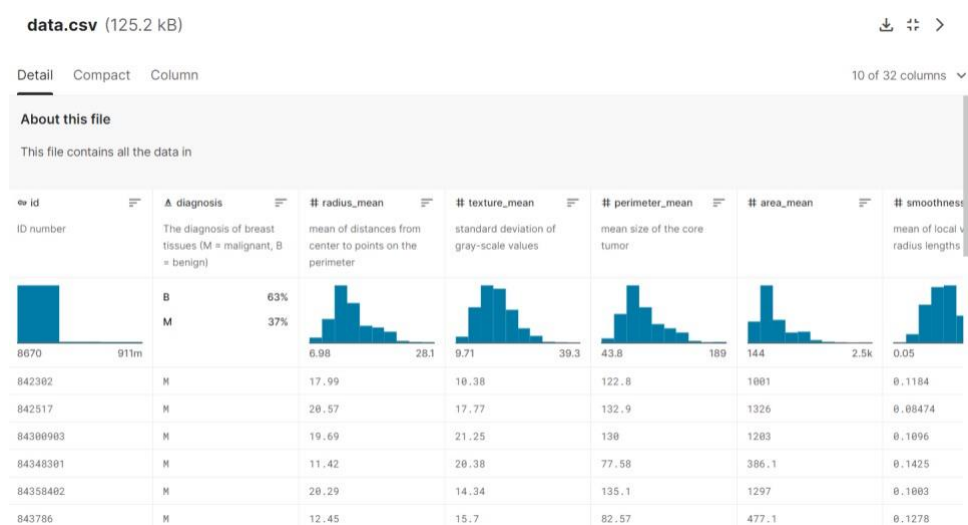 data.csv (125.2 kB)
Detail Compact Column 10 of 32 columns
About this file
This file contains all the data in
id diagnosis # radius_mean # texture_mean # perimeter_mean # area_mean # smoothness
ID number The diagnosis of breast mean of distances from standard deviation of mean size of the core mean of local
tissues (M = malignant, B center to points on the gray-scale values tumor radius lengths
= benign) perimeter
B 63%
M 37%
8670 911m 6.98 28.1 9.71 39.3 43.8 189 144 2.5k 0.05
842302 M 17.99 10.38 122.8 1001 0.1184
842517 M 20.57 17.77 132.9 1326 0.08474
84300903 M 19.69 21.25 130 1203 0.1096
84348301 M 11.42 20.38 77.58 386.1 0.1425
84358402 M 20.29 14.34 135.1 1297 0.1003
843786 M 12.45 15.7 82.57 477.1 0.1278